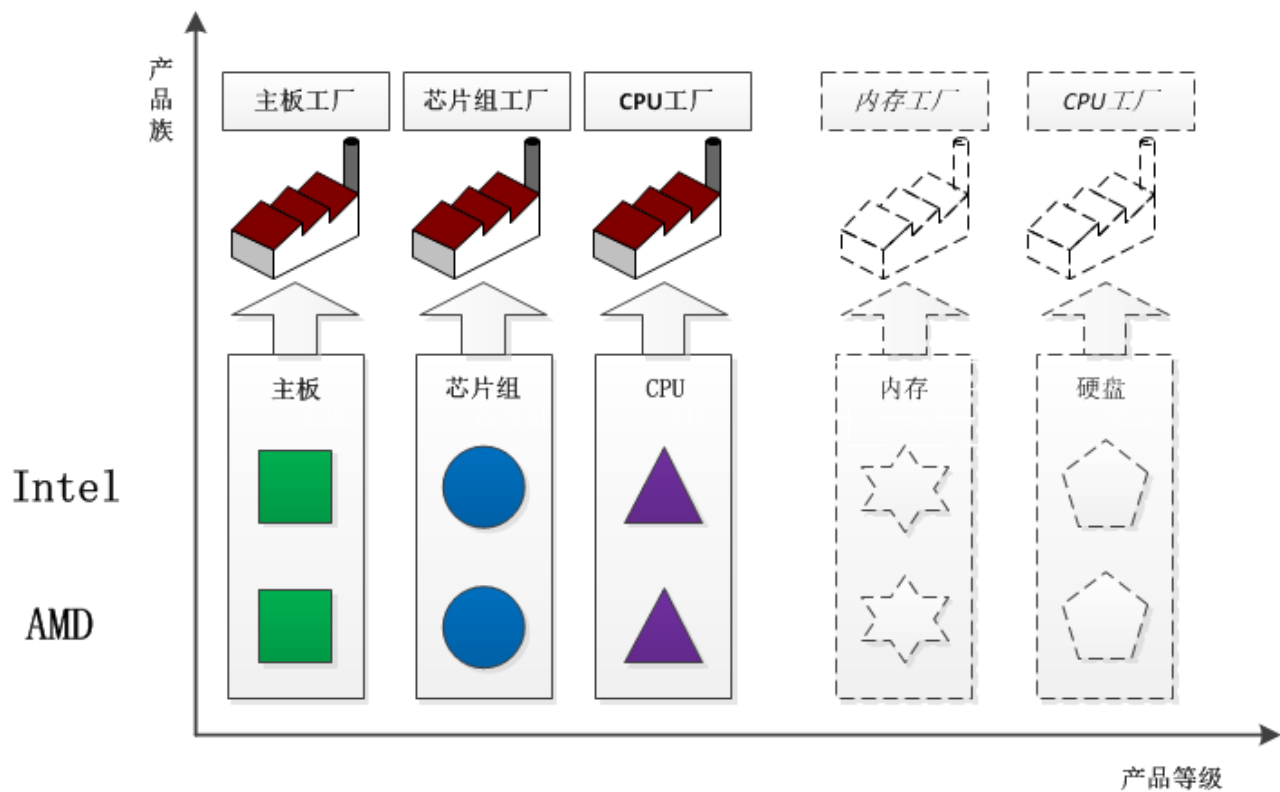 产品族
主板工厂
芯片组工厂
CPU工厂
内存工厂
CPU工厂
主板
芯片组
CPU
内存
硬盘
Intel
AMD
产品等级